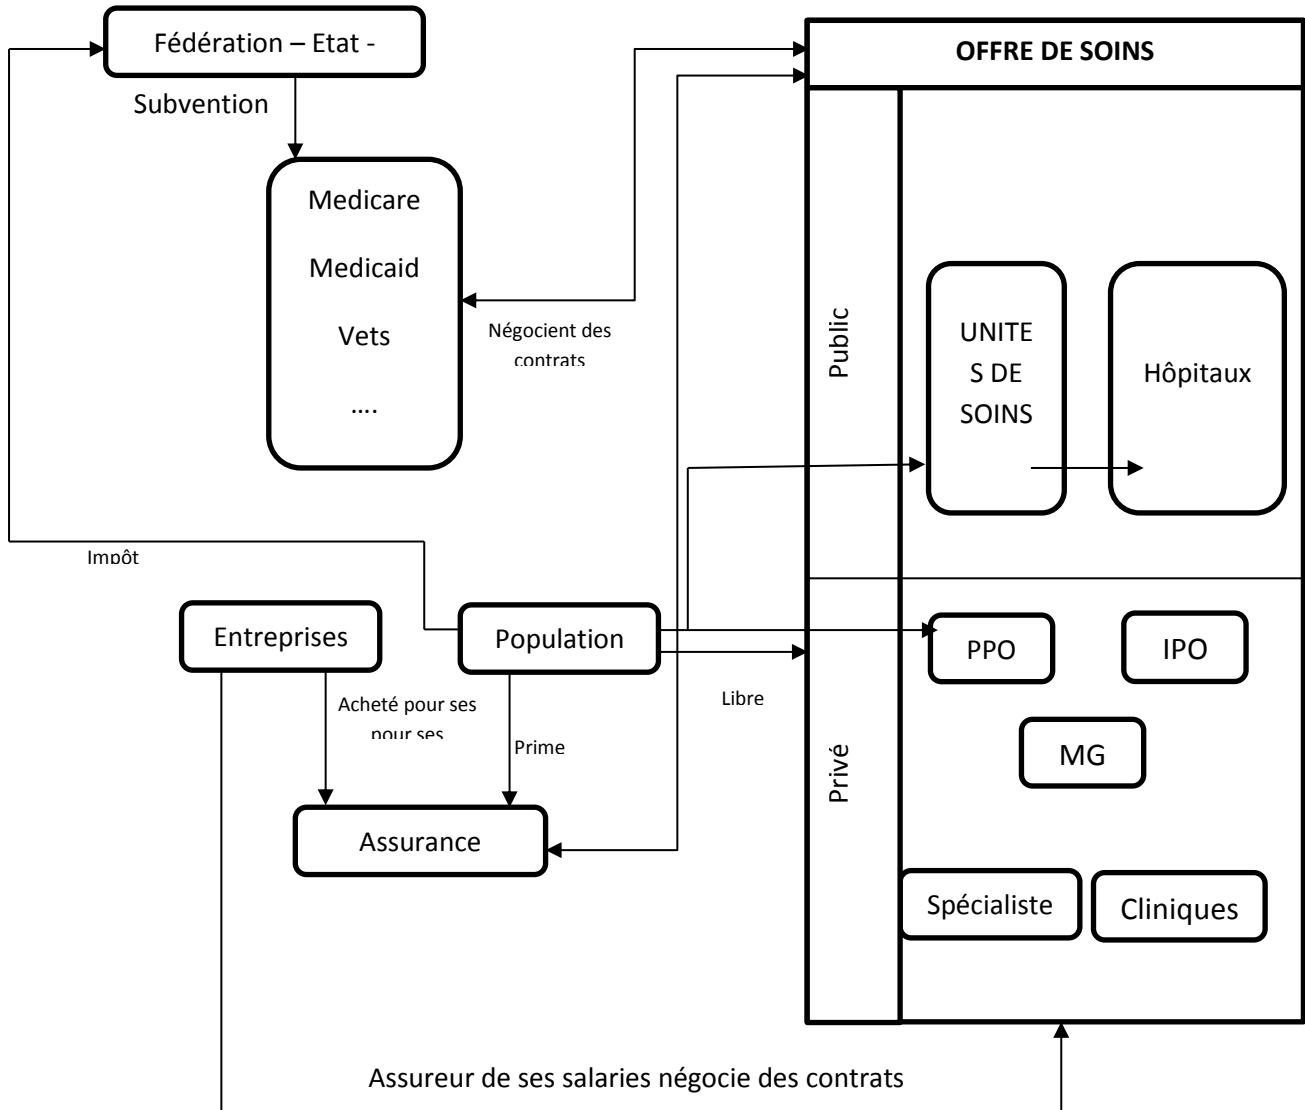 Fédération – Etat -
OFFRE DE SOINS
Subvention
Medicare
Medicaid
Vets
....
Négocient des
contrats
Public
UNITE
S DE
SOINS
Hôpitaux
Impôt
Entreprises
Population
PPO
IPO
Libre
Acheté pour ses
pour ses
Prime
MG
Privé
Assurance
Spécialiste
Cliniques
Assureur de ses salaries négocie des contrats